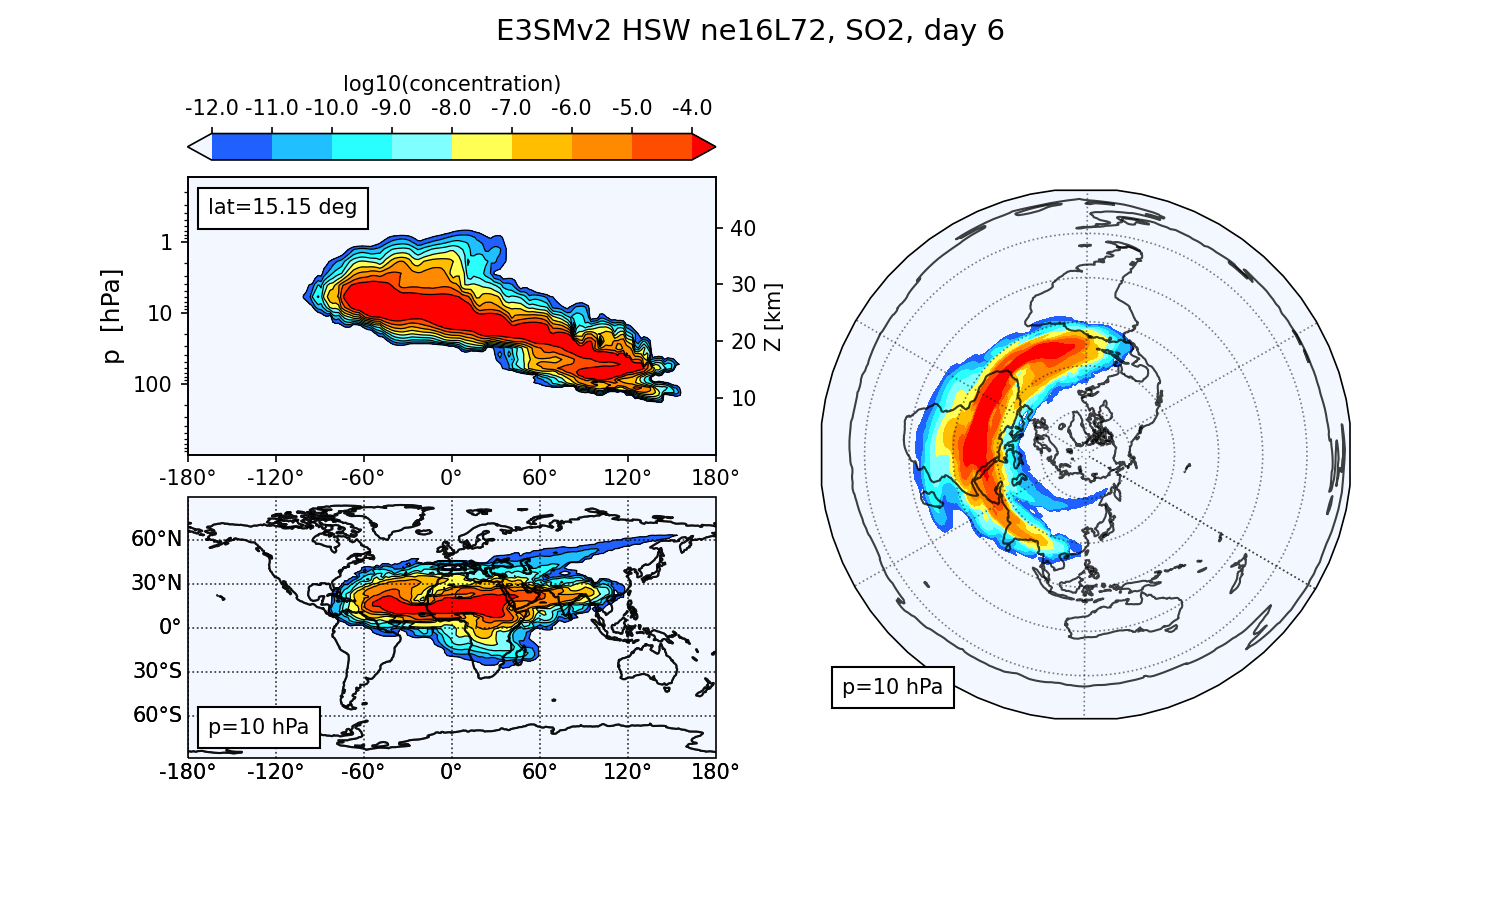 E3SMv2 HSW ne16L72, SO2, day 6
log10(concentration)
-12.0 -11.0 -10.0 -9.0 -8.0 -7.0 -6.0 -5.0 -4.0
lat=15.15 deg
p [hPa]
1
10
100
Z [km]
40
30
20
10
-180° -120° -60° 0° 60° 120° 180°
60°N
30°N
0°
30°S
60°S
p=10 hPa
-180° -120° -60° 0° 60° 120° 180°
p=10 hPa